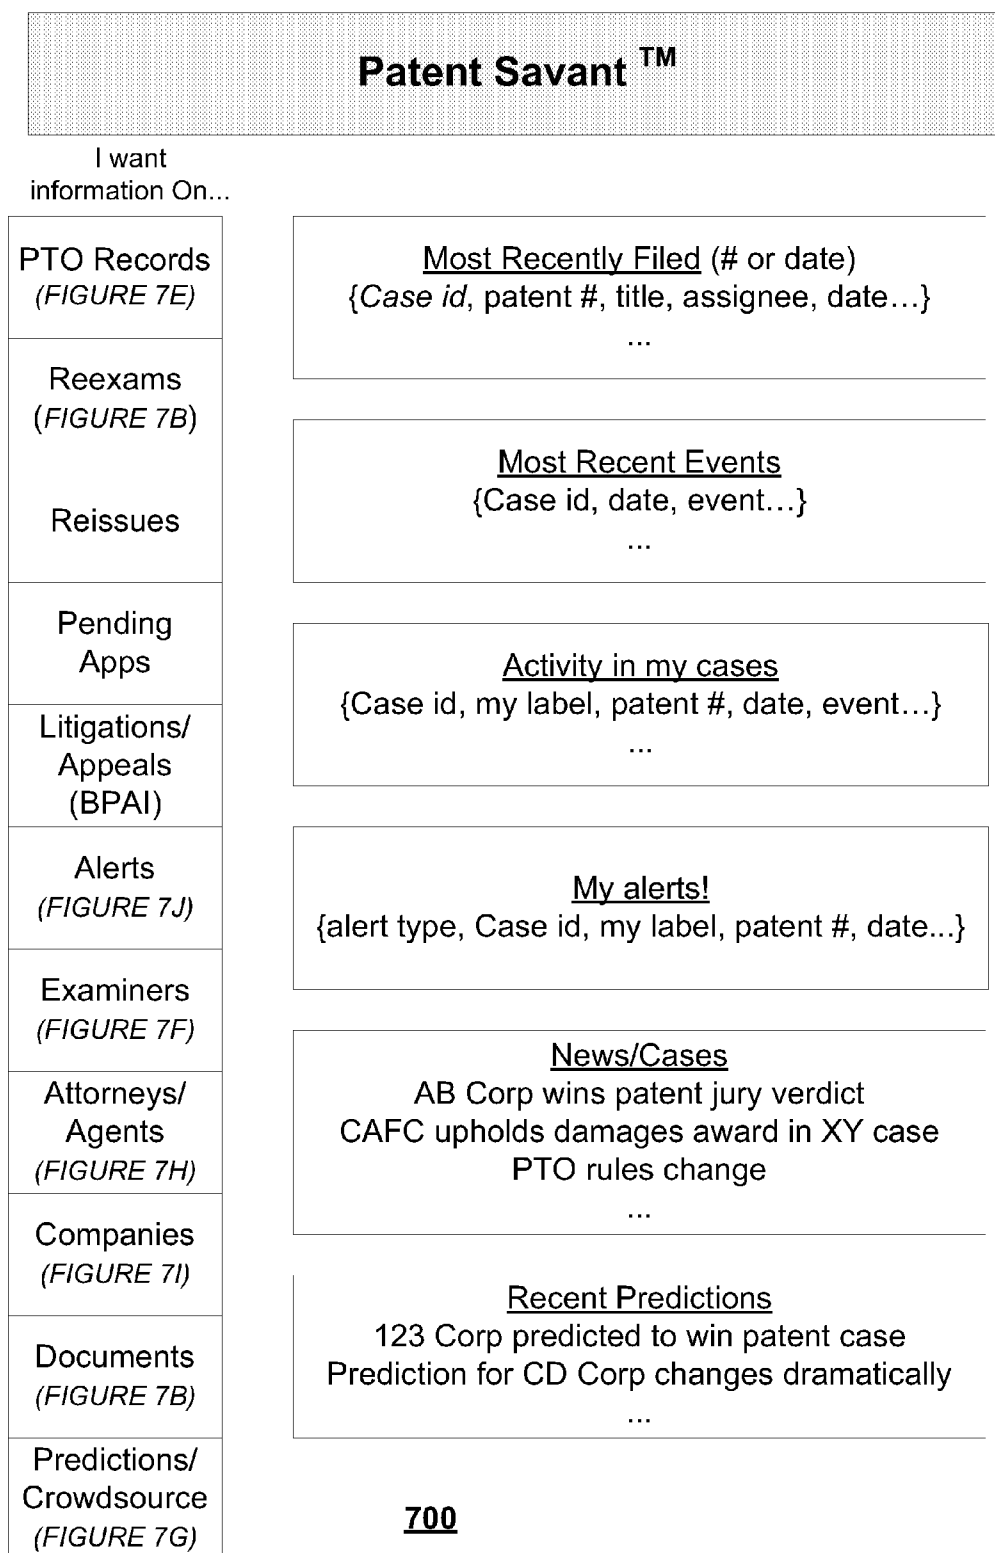 Patent Savant TM
I want
information On...
PTO Records
(FIGURE 7E)
Reexams
(FIGURE 7B)
Reissues
Pending
Apps
Litigations/
Appeals
(BPAI)
Alerts
(FIGURE 7J)
Examiners
(FIGURE 7F)
Attorneys/
Agents
(FIGURE 7H)
Companies
(FIGURE 7I)
Documents
(FIGURE 7B)
Predictions/
Crowdsource
(FIGURE 7G)
Most Recently Filed (# or date)
{Case id, patent #, title, assignee, date…}
...
Most Recent Events
{Case id, date, event…}
...
Activity in my cases
{Case id, my label, patent #, date, event…}
...
My alerts!
{alert type, Case id, my label, patent #, date...}
News/Cases
AB Corp wins patent jury verdict
CAFC upholds damages award in XY case
PTO rules change
...
Recent Predictions
123 Corp predicted to win patent case
Prediction for CD Corp changes dramatically
...
700